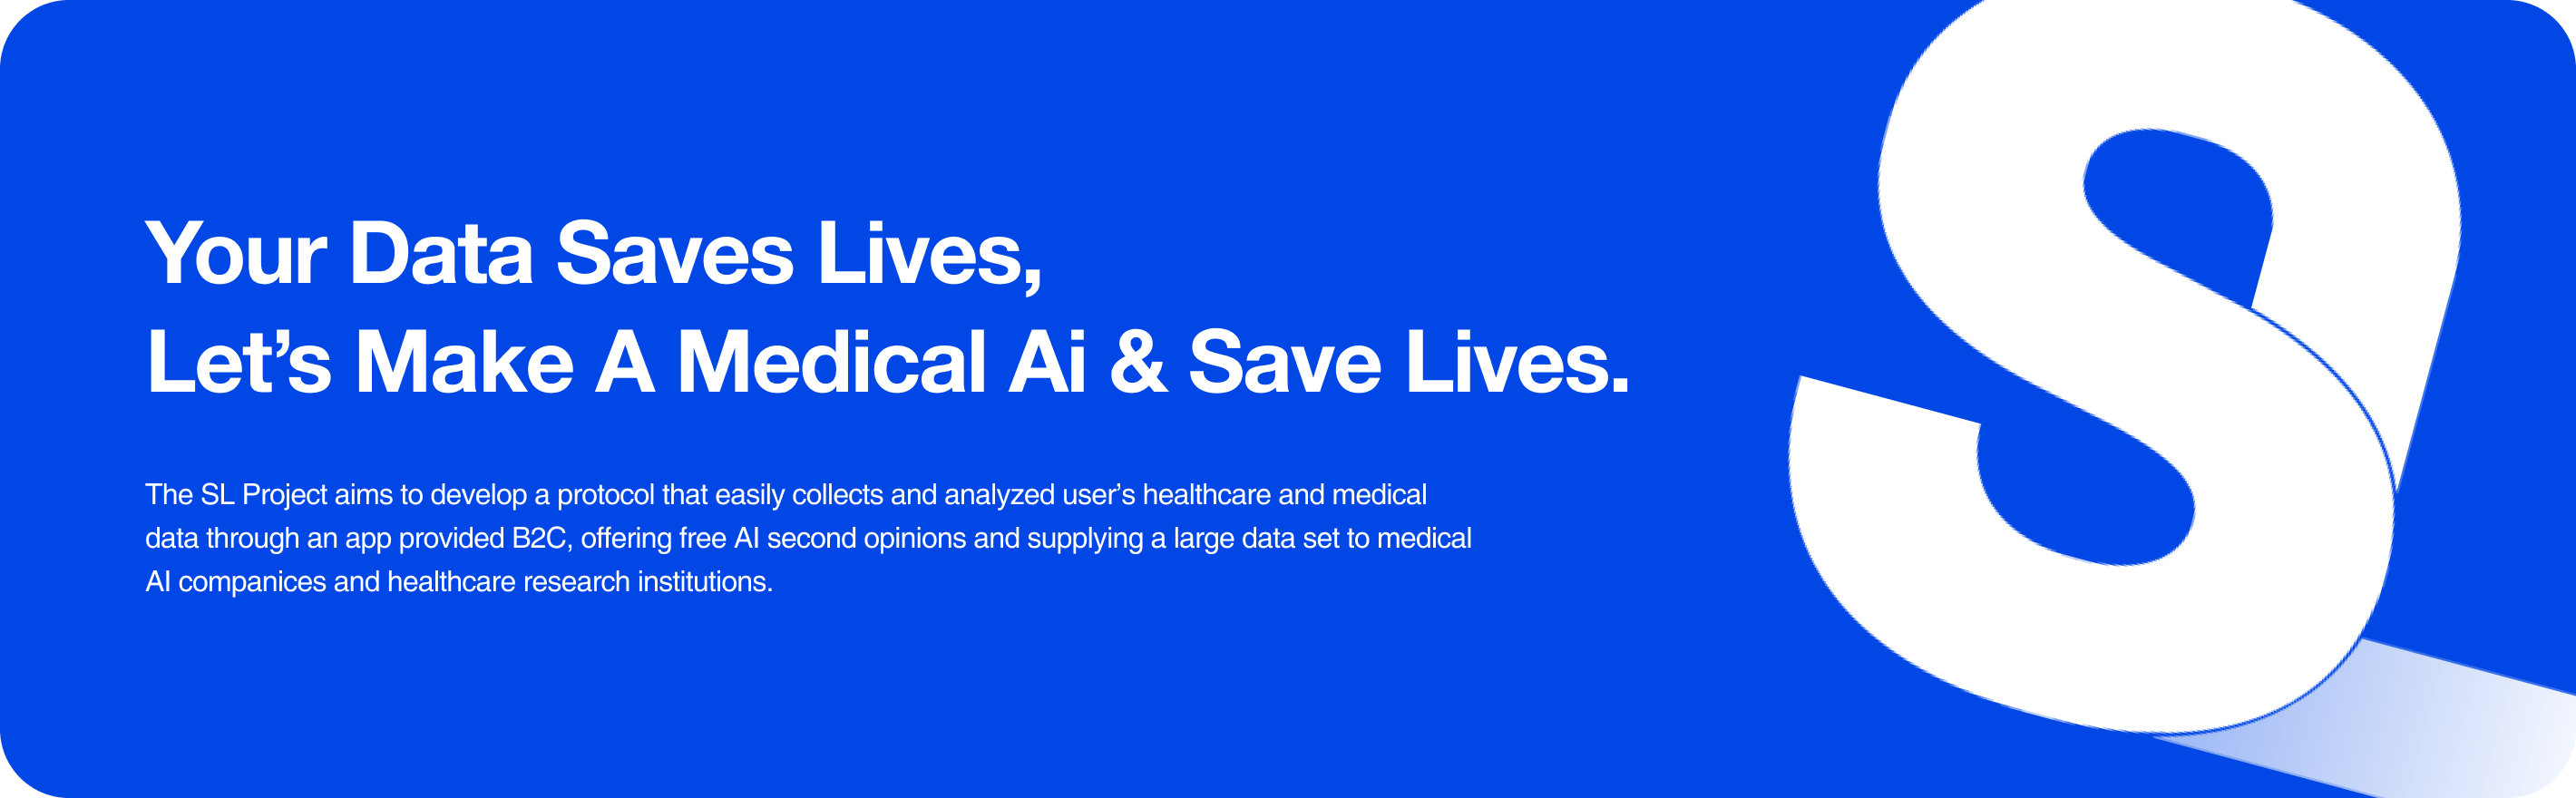 Your Data Saves Lives,
Let’s Make A Medical Ai & Save Lives.
The SL Project aims to develop a protocol that easily collects and analyzed user’s healthcare and medical
data through an app provided B2C, offering free AI second opinions and supplying a large data set to medical
AI companices and healthcare research institutions.